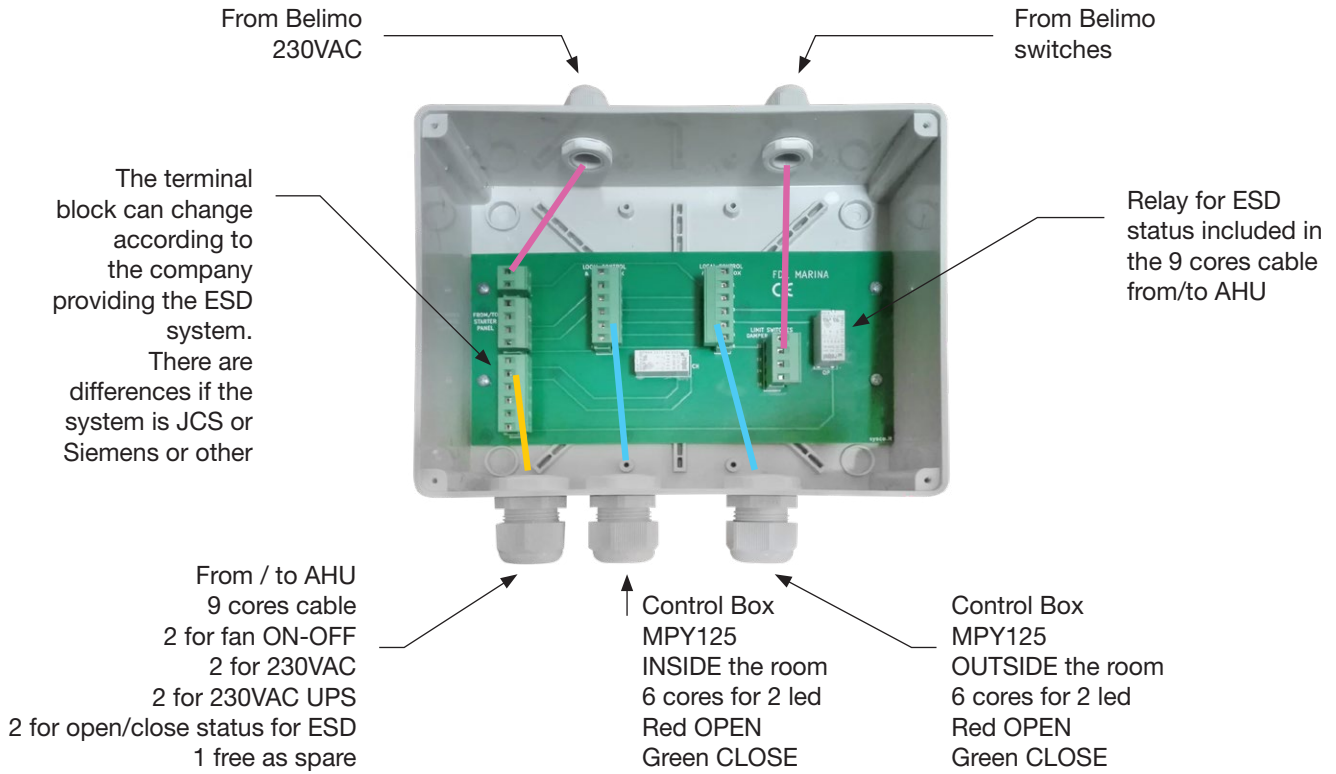 From Belimo
230VAC
From Belimo
switches
The terminal
block can change
according to
the company
providing the ESD
system.
There are
differences if the
system is JCS or
Siemens or other
Relay for ESD
status included in
the 9 cores cable
from/to AHU
LOCAL CONTROL
LOCAL CONTROL
MARINA
CE
FROM/TO
STARTER
PANEL
LIMIT SWITCHES
DAMPER
From / to AHU
9 cores cable
2 for fan ON-OFF
2 for 230VAC
2 for 230VAC UPS
2 for open/close status for ESD
1 free as spare
Control Box
MPY125
INSIDE the room
6 cores for 2 led
Red OPEN
Green CLOSE
Control Box
MPY125
OUTSIDE the room
6 cores for 2 led
Red OPEN
Green CLOSE